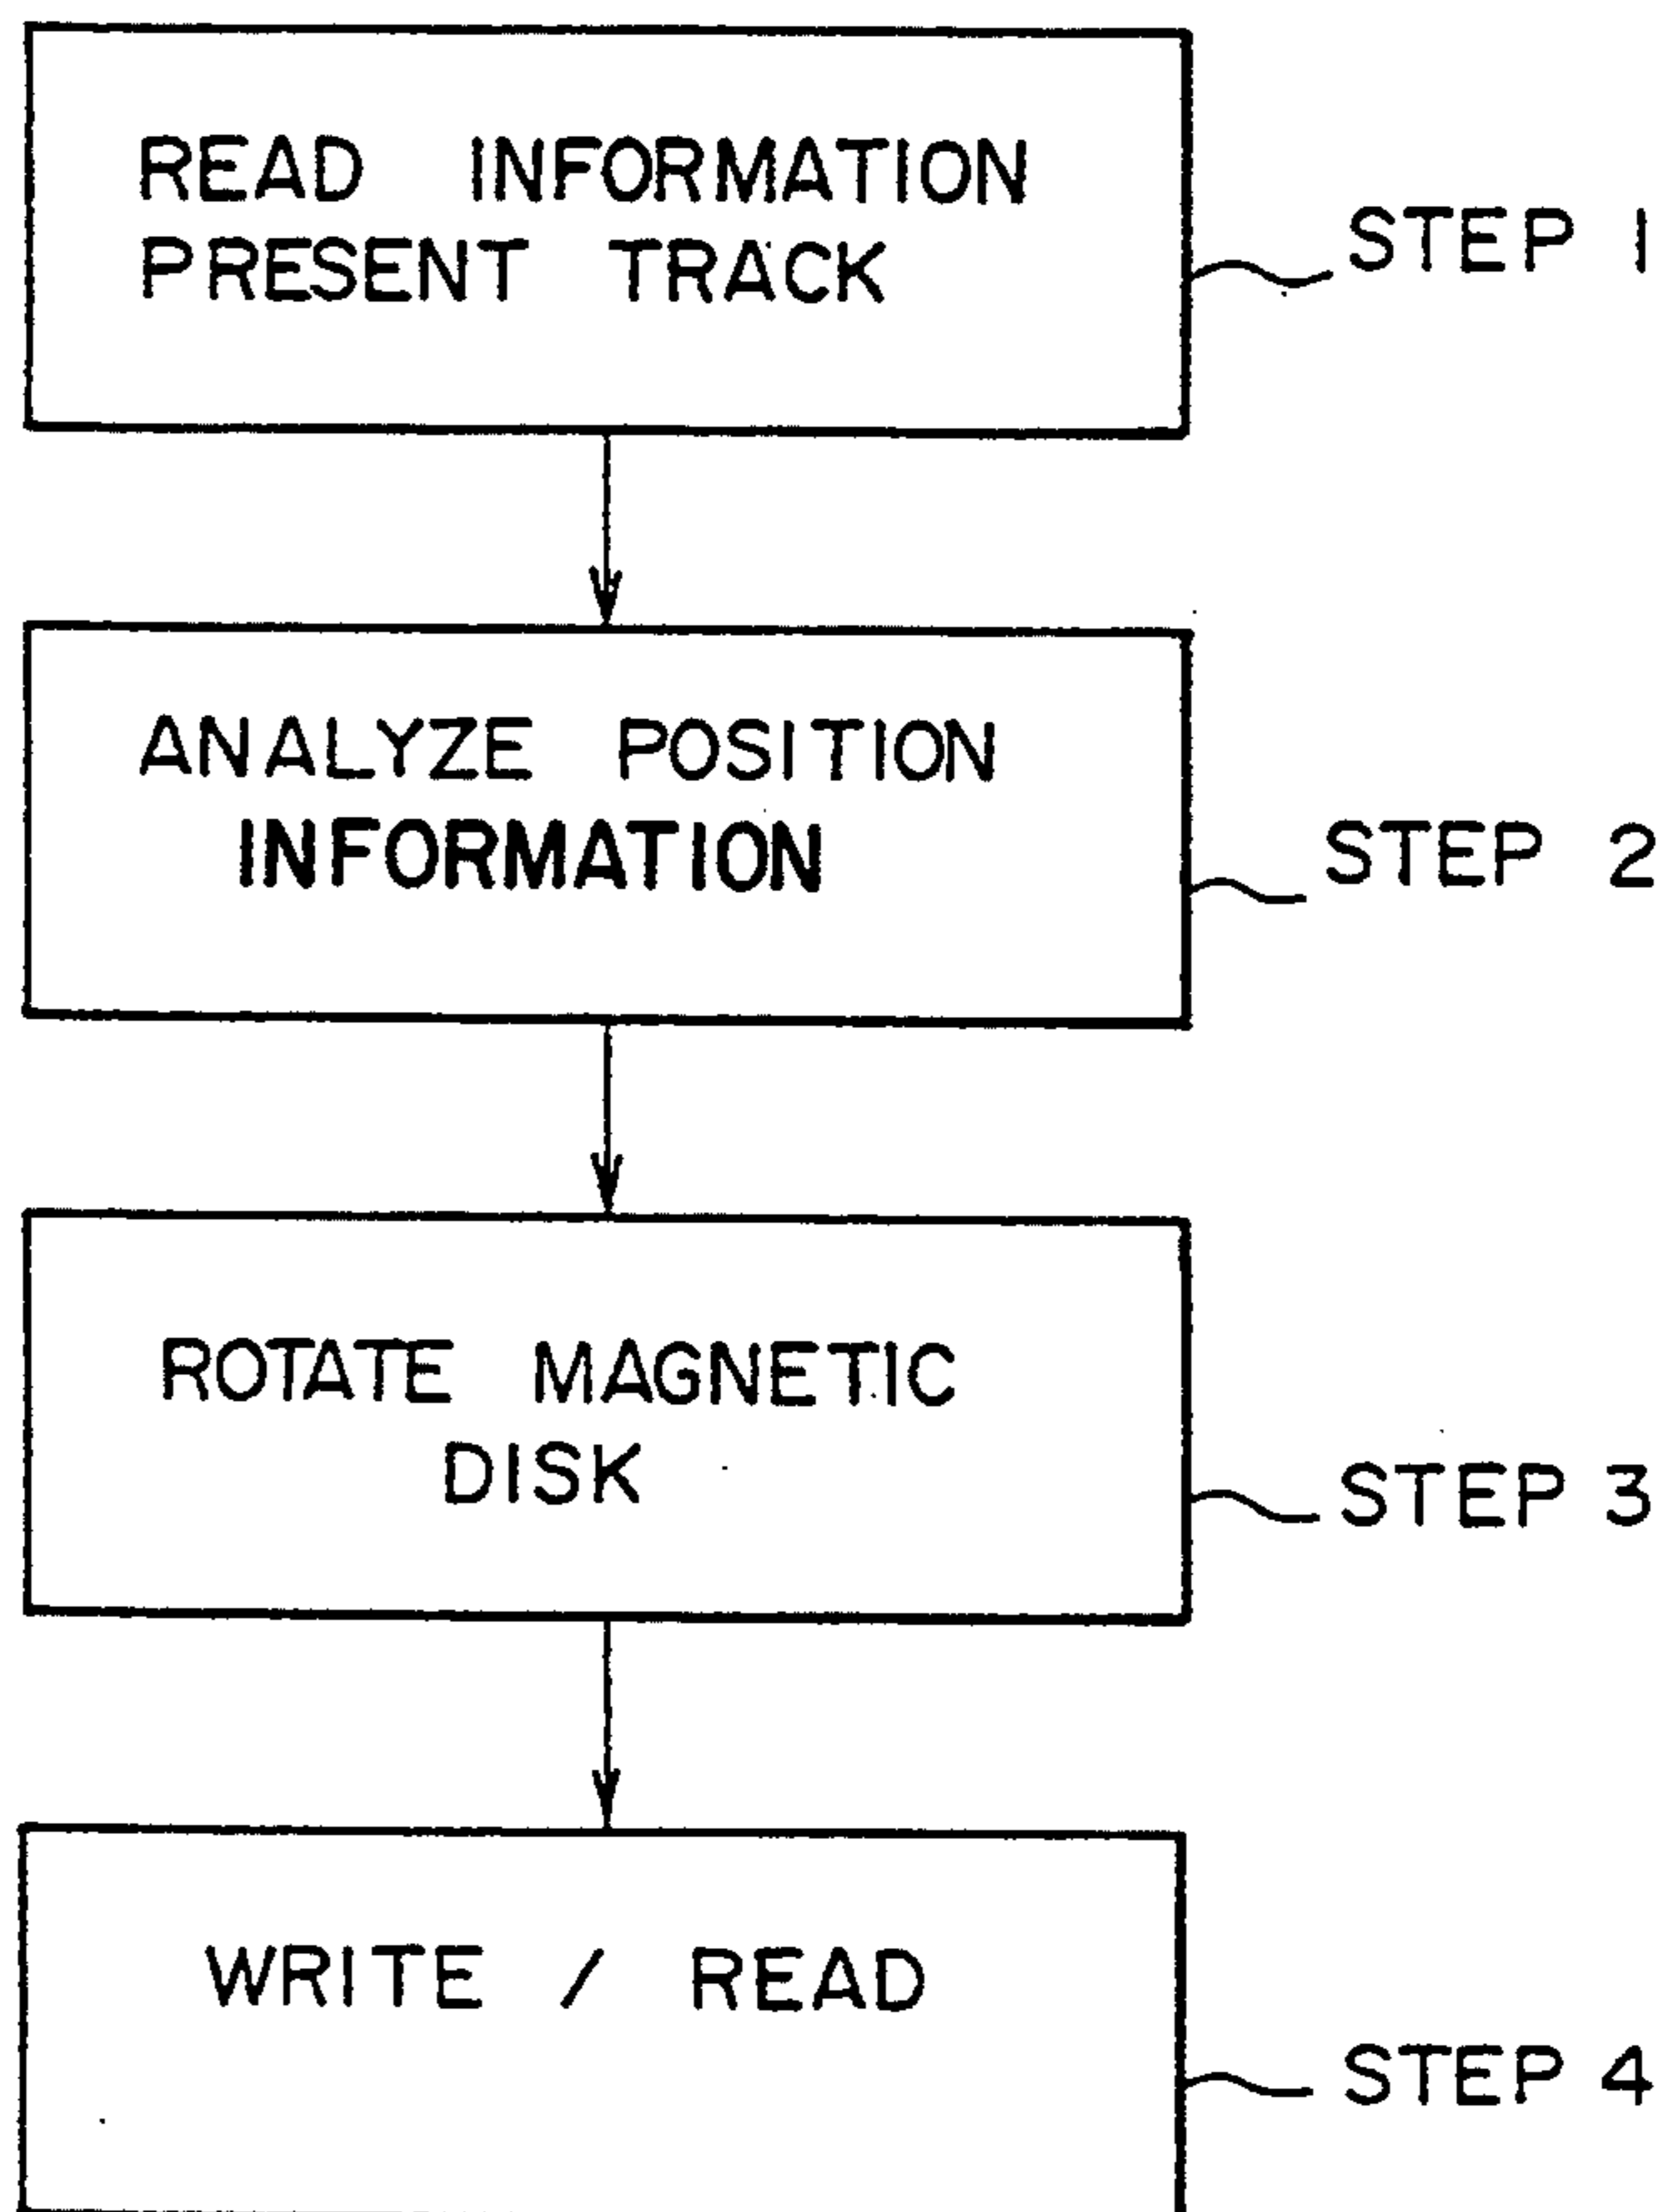 READ INFORMATION
PRESENT TRACK
STEP 1
ANALYZE POSITION
INFORMATION
STEP 2
ROTATE MAGNETIC
DISK
STEP 3
WRITE / READ
STEP 4